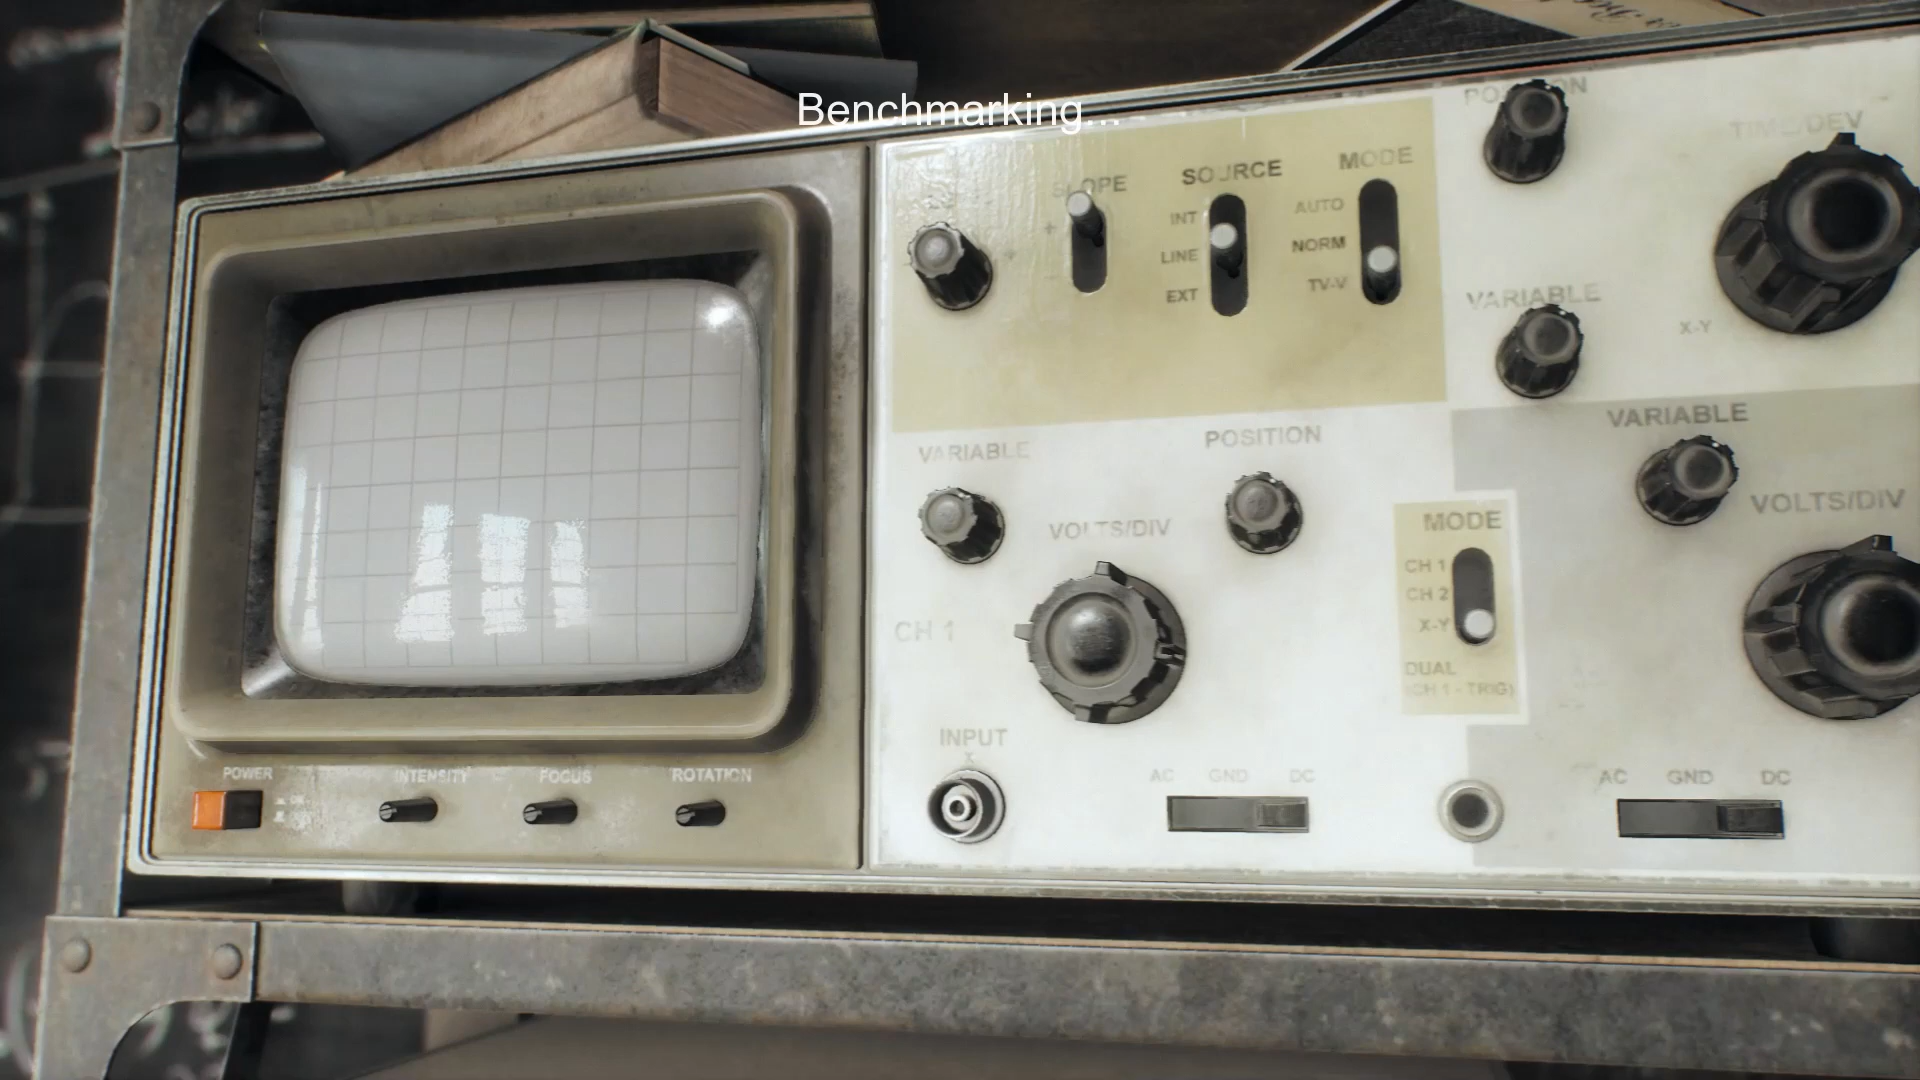 Benchmarking...
POSITION
TIME/DEV
SLOPE
SOURCE
MODE
INT
LINE
EXT
AUTO
NORM
TV-V
+
VARIABLE
X-Y
VARIABLE
POSITION
VARIABLE
VOLTS/DIV
VOLTS/DIV
MODE
CH 1
CH 2
X-Y
DUAL
(CH 1 - TRIG)
CH 1
INPUT
X
AC GND DC
AC GND DC
POWER
INTENSITY
FOCUS
ROTATION